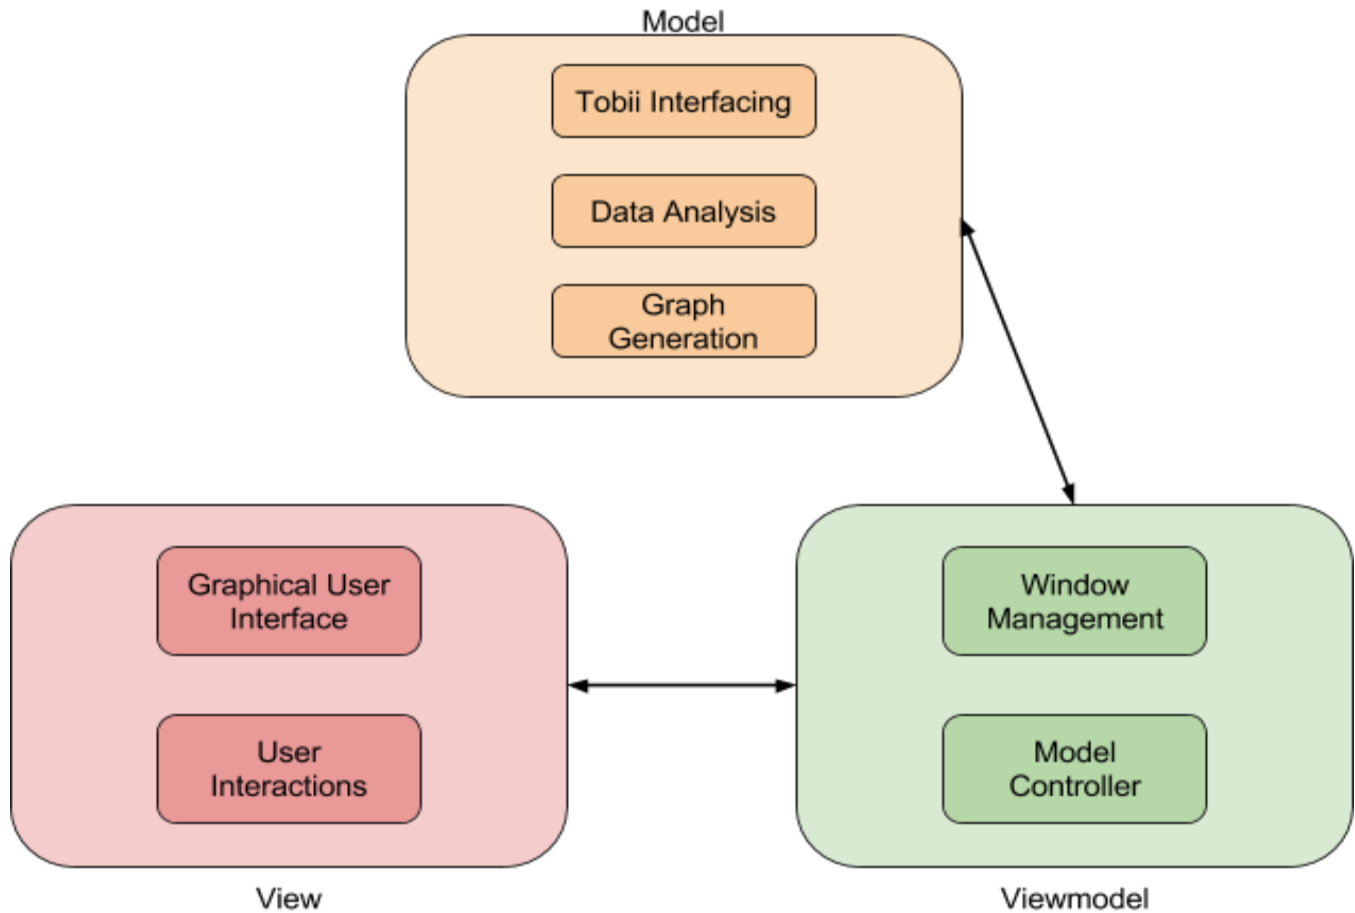 Model
Tobii Interfacing
Data Analysis
Graph
Generation
Graphical User
Interface
User
Interactions
View
Window
Management
Model
Controller
Viewmodel